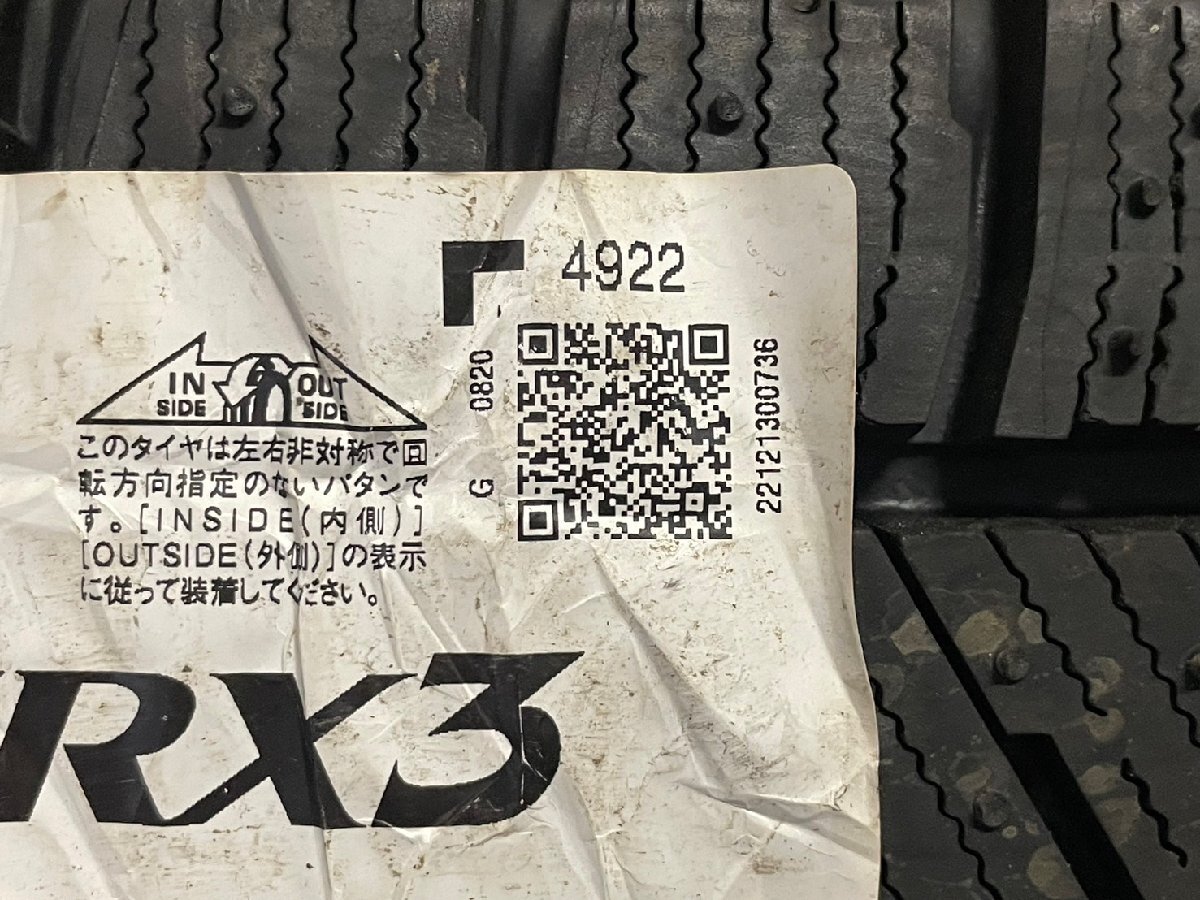 4922
G 0820
221213007​36
IN
SIDE
OUT
SIDE
このタイヤは左右非対称で回
転方向指定のないパタンで
す。[INSIDE(内側)]
[OUTSIDE(外側)]の表示
に従って装着してください。
RX3